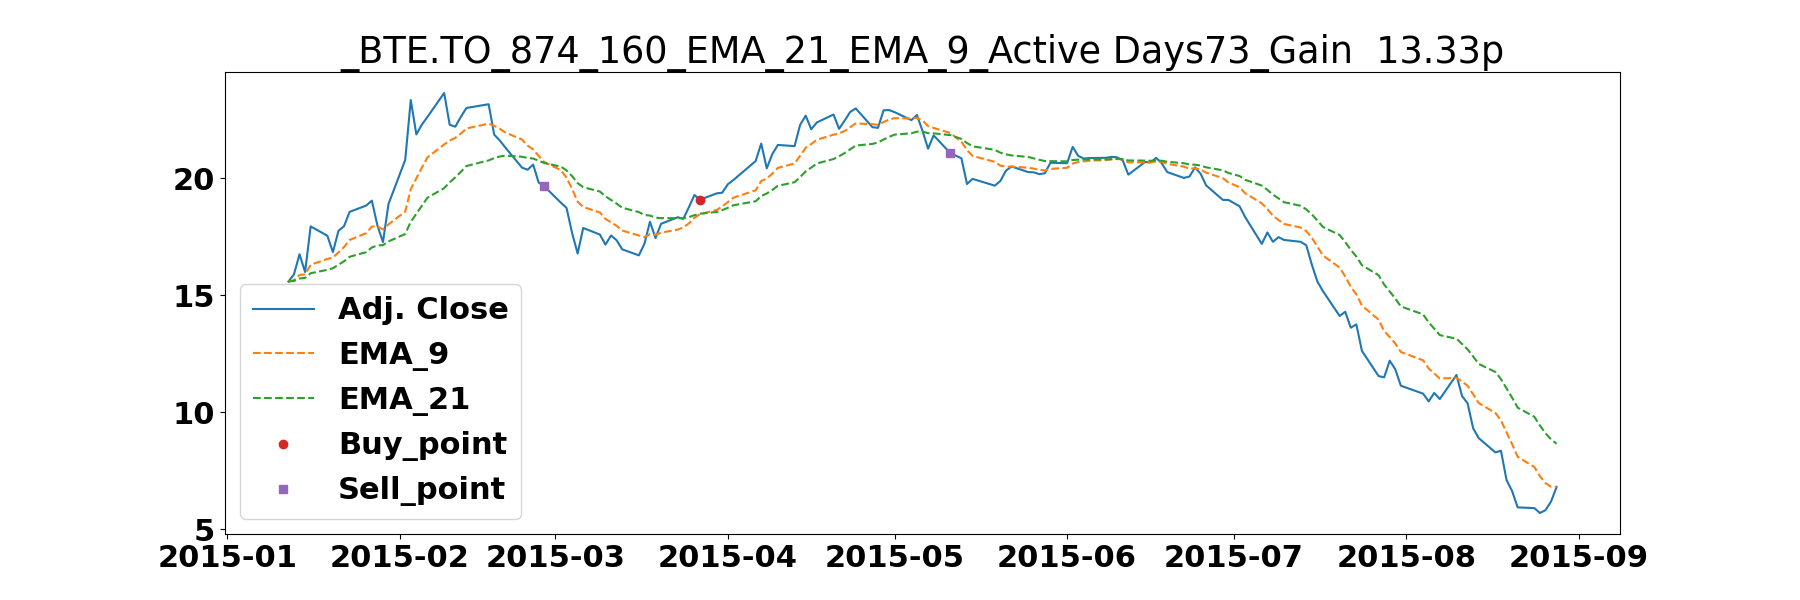 _BTE.TO_874_160_EMA_21_EMA_9_Active Days73_Gain  13.33p
20
15
10
5
Adj. Close
EMA_9
EMA_21
Buy_point
Sell_point
2015-01 2015-02 2015-03 2015-04 2015-05 2015-06 2015-07 2015-08 2015-09